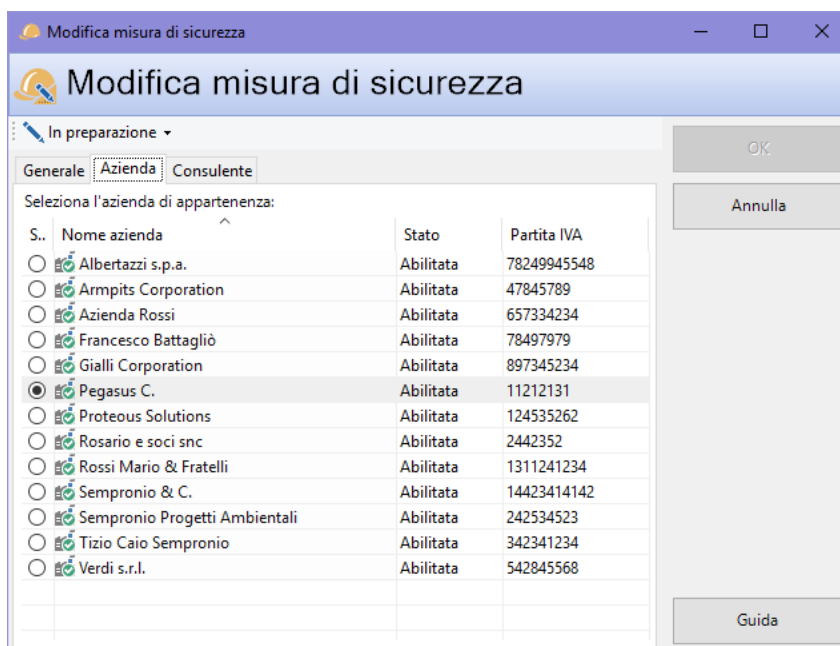 Modifica misura di sicurezza
Modifica misura di sicurezza
In preparazione
OK
Generale Azienda Consulente
Annulla
Seleziona l'azienda di appartenenza:
S.. Nome azienda Stato Partita IVA
Albertazzi s.p.a. Abilitata 78249945548
Armpits Corporation Abilitata 47845789
Azienda Rossi Abilitata 657334234
Francesco Battagliò Abilitata 78497979
Gialli Corporation Abilitata 897345234
Pegasus C. Abilitata 11212131
Proteous Solutions Abilitata 124535262
Rosario e soci snc Abilitata 2442352
Rossi Mario & Fratelli Abilitata 1311241234
Sempronio & C. Abilitata 14423414142
Sempronio Progetti Ambientali Abilitata 242534523
Tizio Caio Sempronio Abilitata 342341234
Verdi s.r.l. Abilitata 542845568
Guida